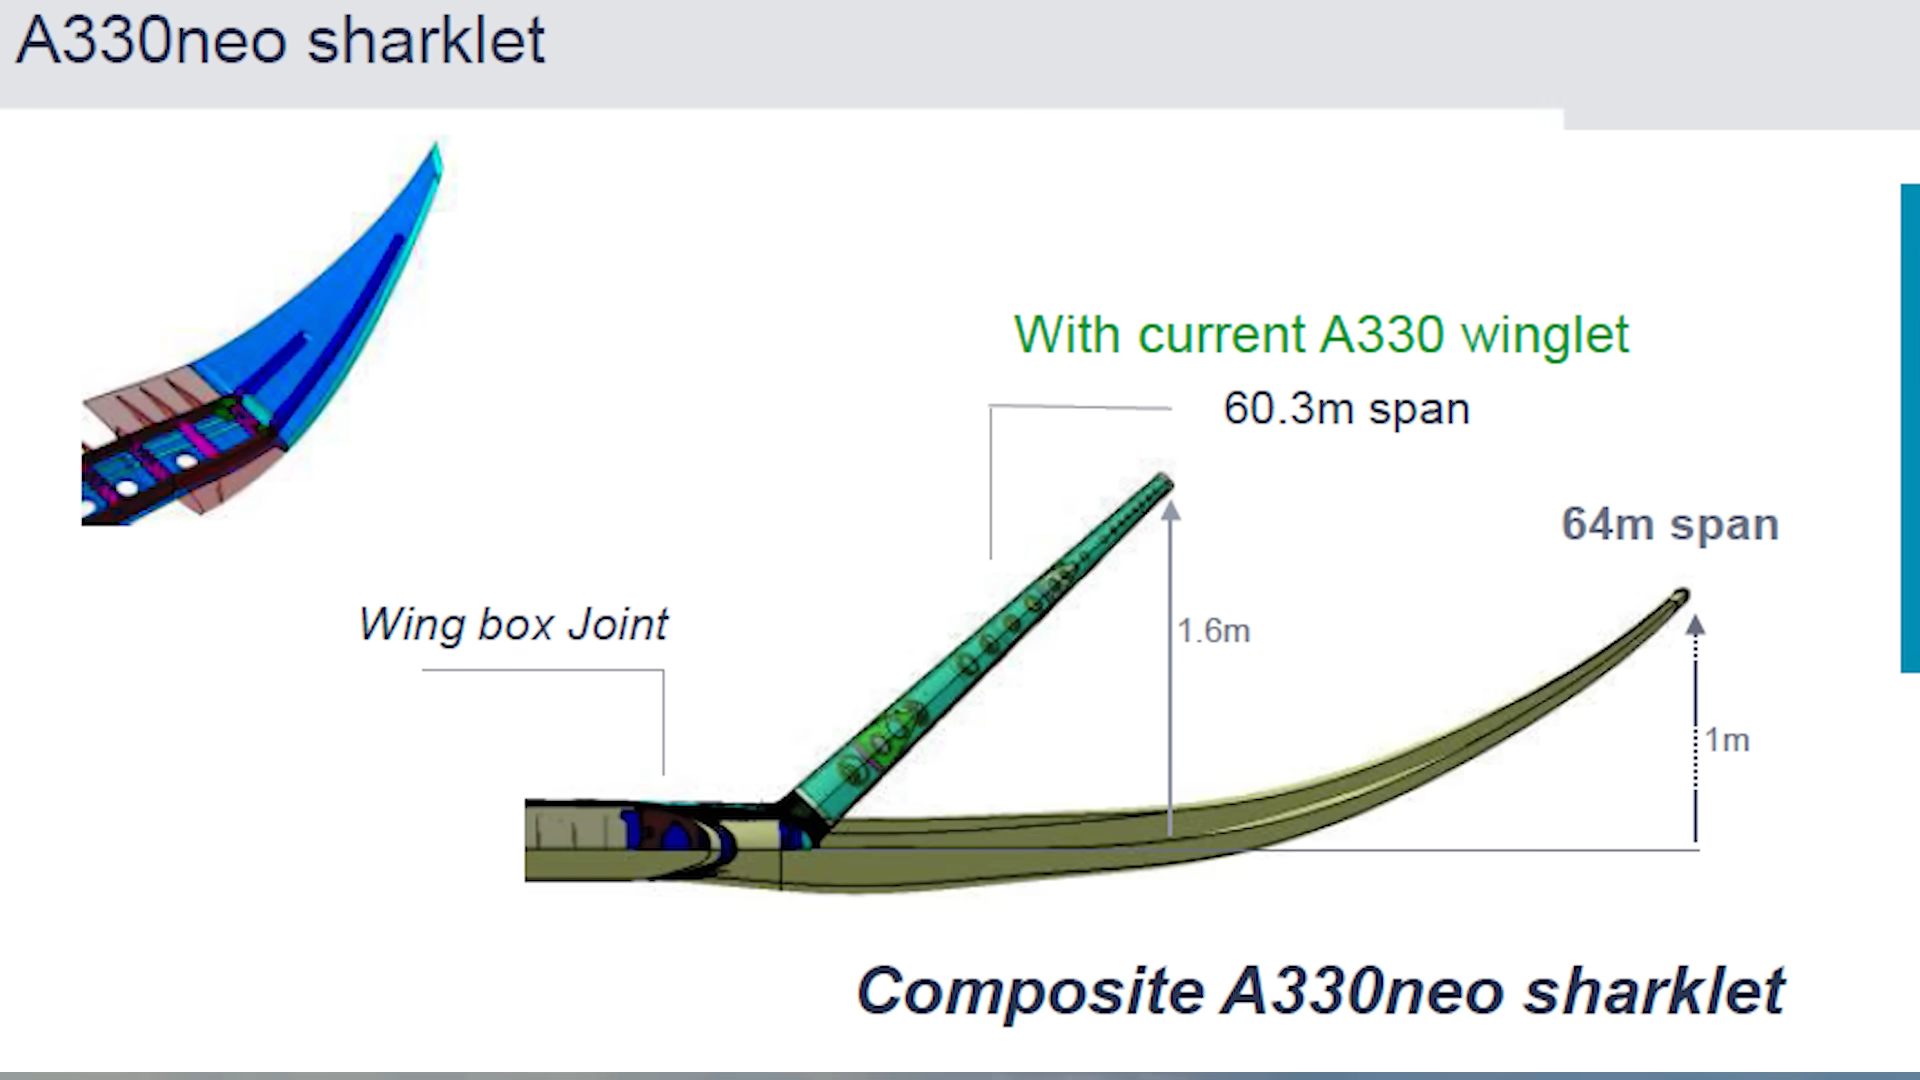 A330neo sharklet
With current A330 winglet
60.3m span
64m span
Wing box Joint
1.6m
1m
Composite A330neo sharklet